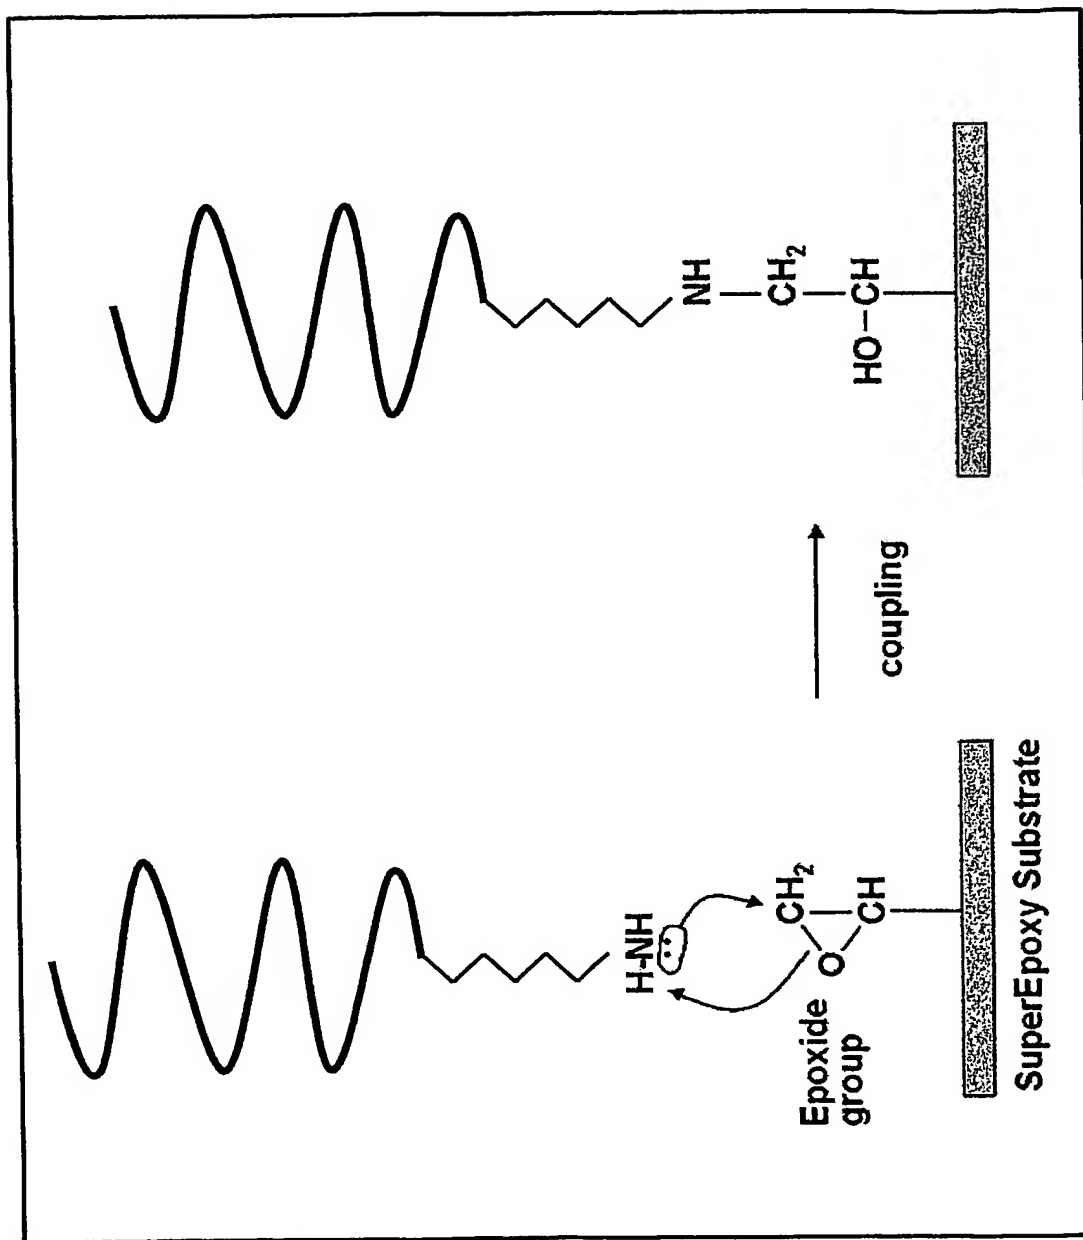 H-NH
:
CH₂
O
CH
Epoxide
group
SuperEpoxy Substrate
coupling
NH
CH₂
HO-CH